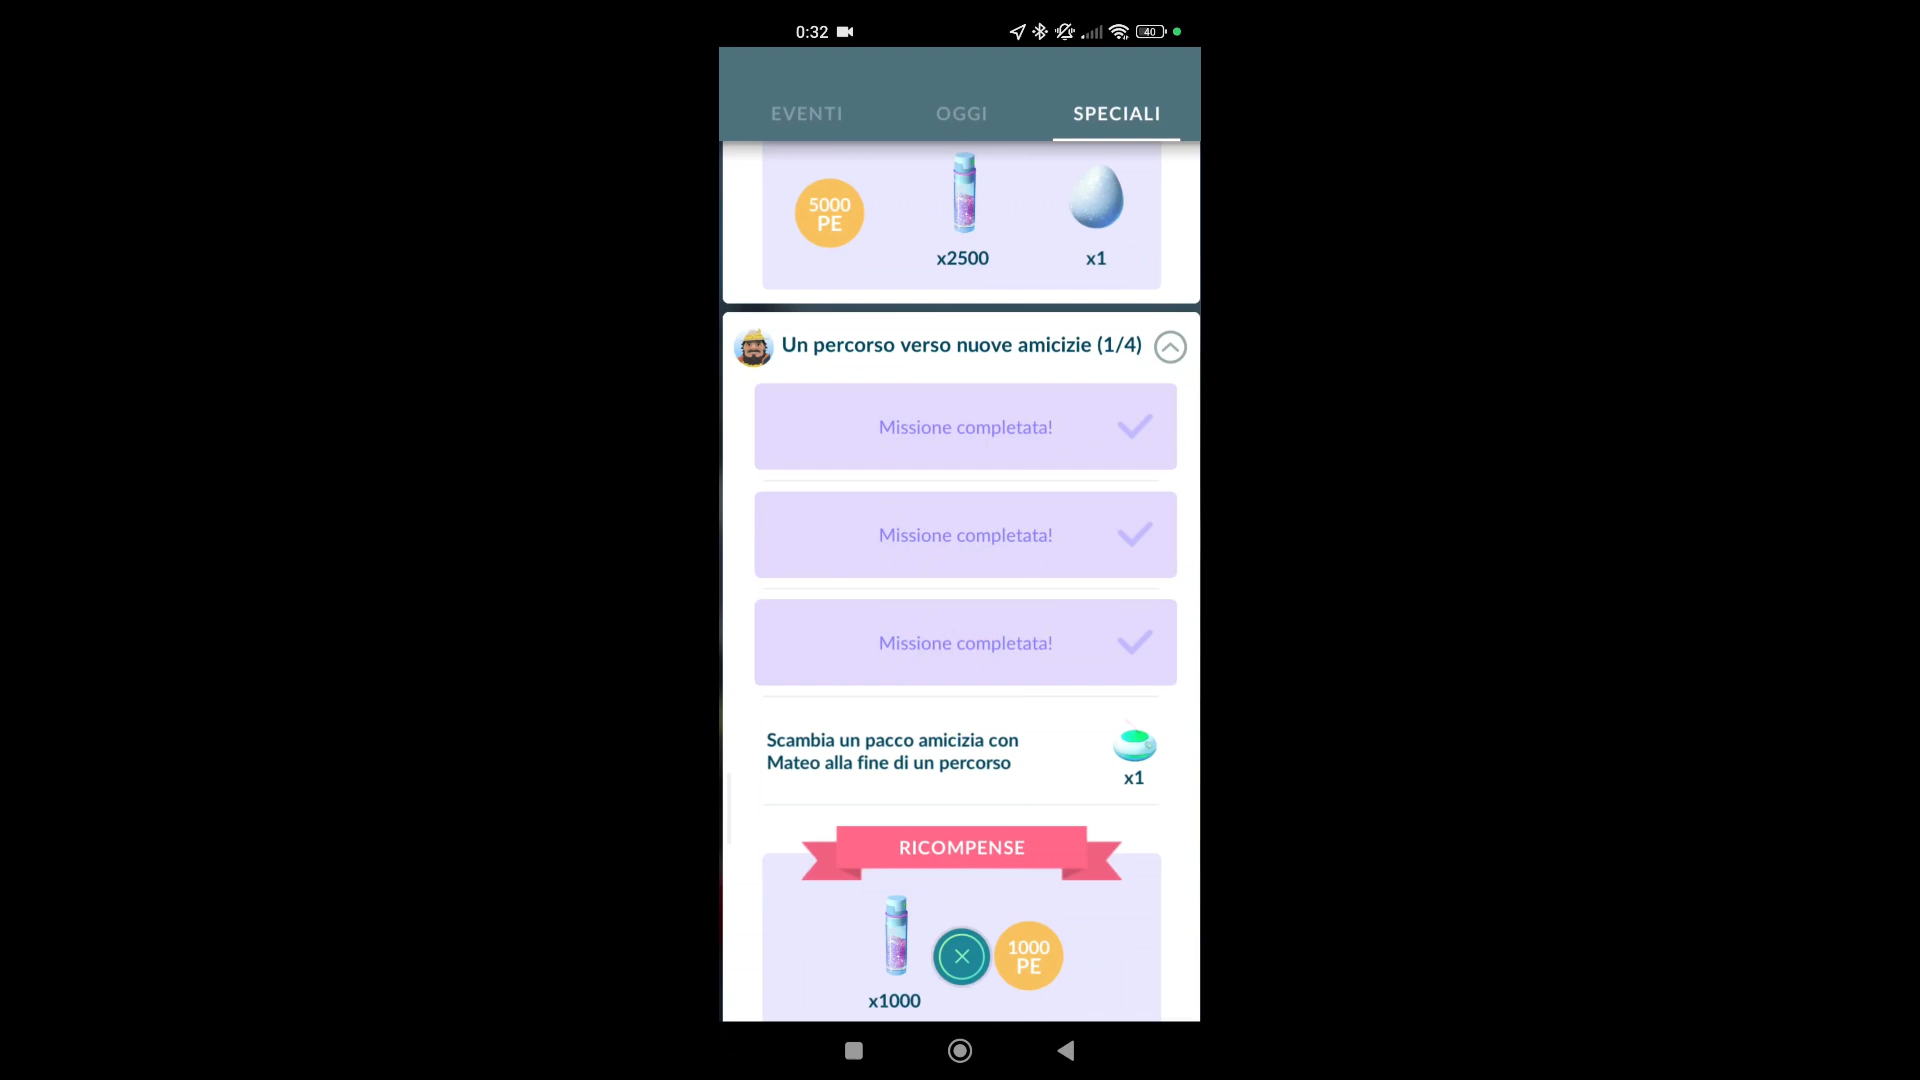 0:32
40
EVENTI
OGGI
SPECIALI
5000
PE
x2500
x1
Un percorso verso nuove amicizie (1/4)
Missione completata!
Missione completata!
Missione completata!
Scambia un pacco amicizia con
Mateo alla fine di un percorso
x1
RICOMPENSE
1000
PE
x1000